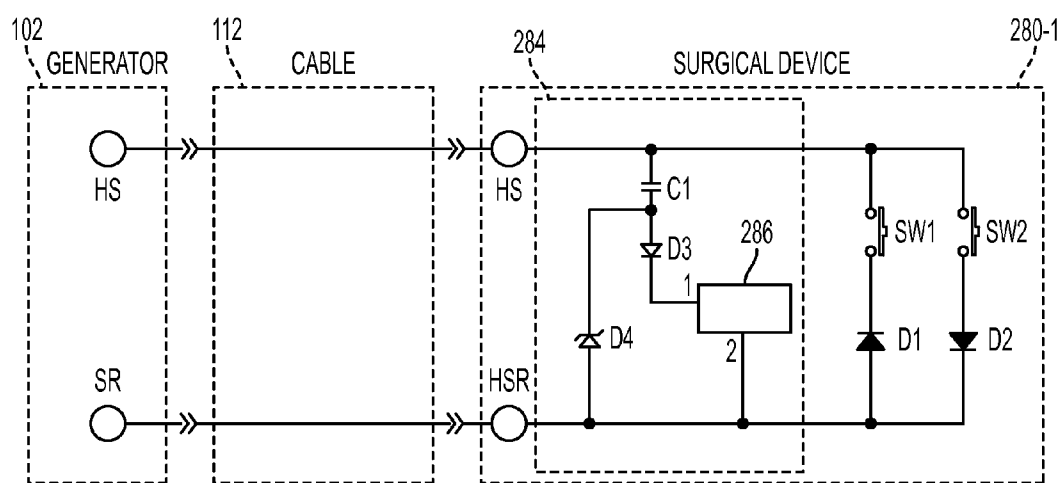 102
GENERATOR
112
CABLE
284
SURGICAL DEVICE
280-1
HS
HS
C1
D3
286
1
2
D4
SW1
SW2
D1
D2
SR
HSR